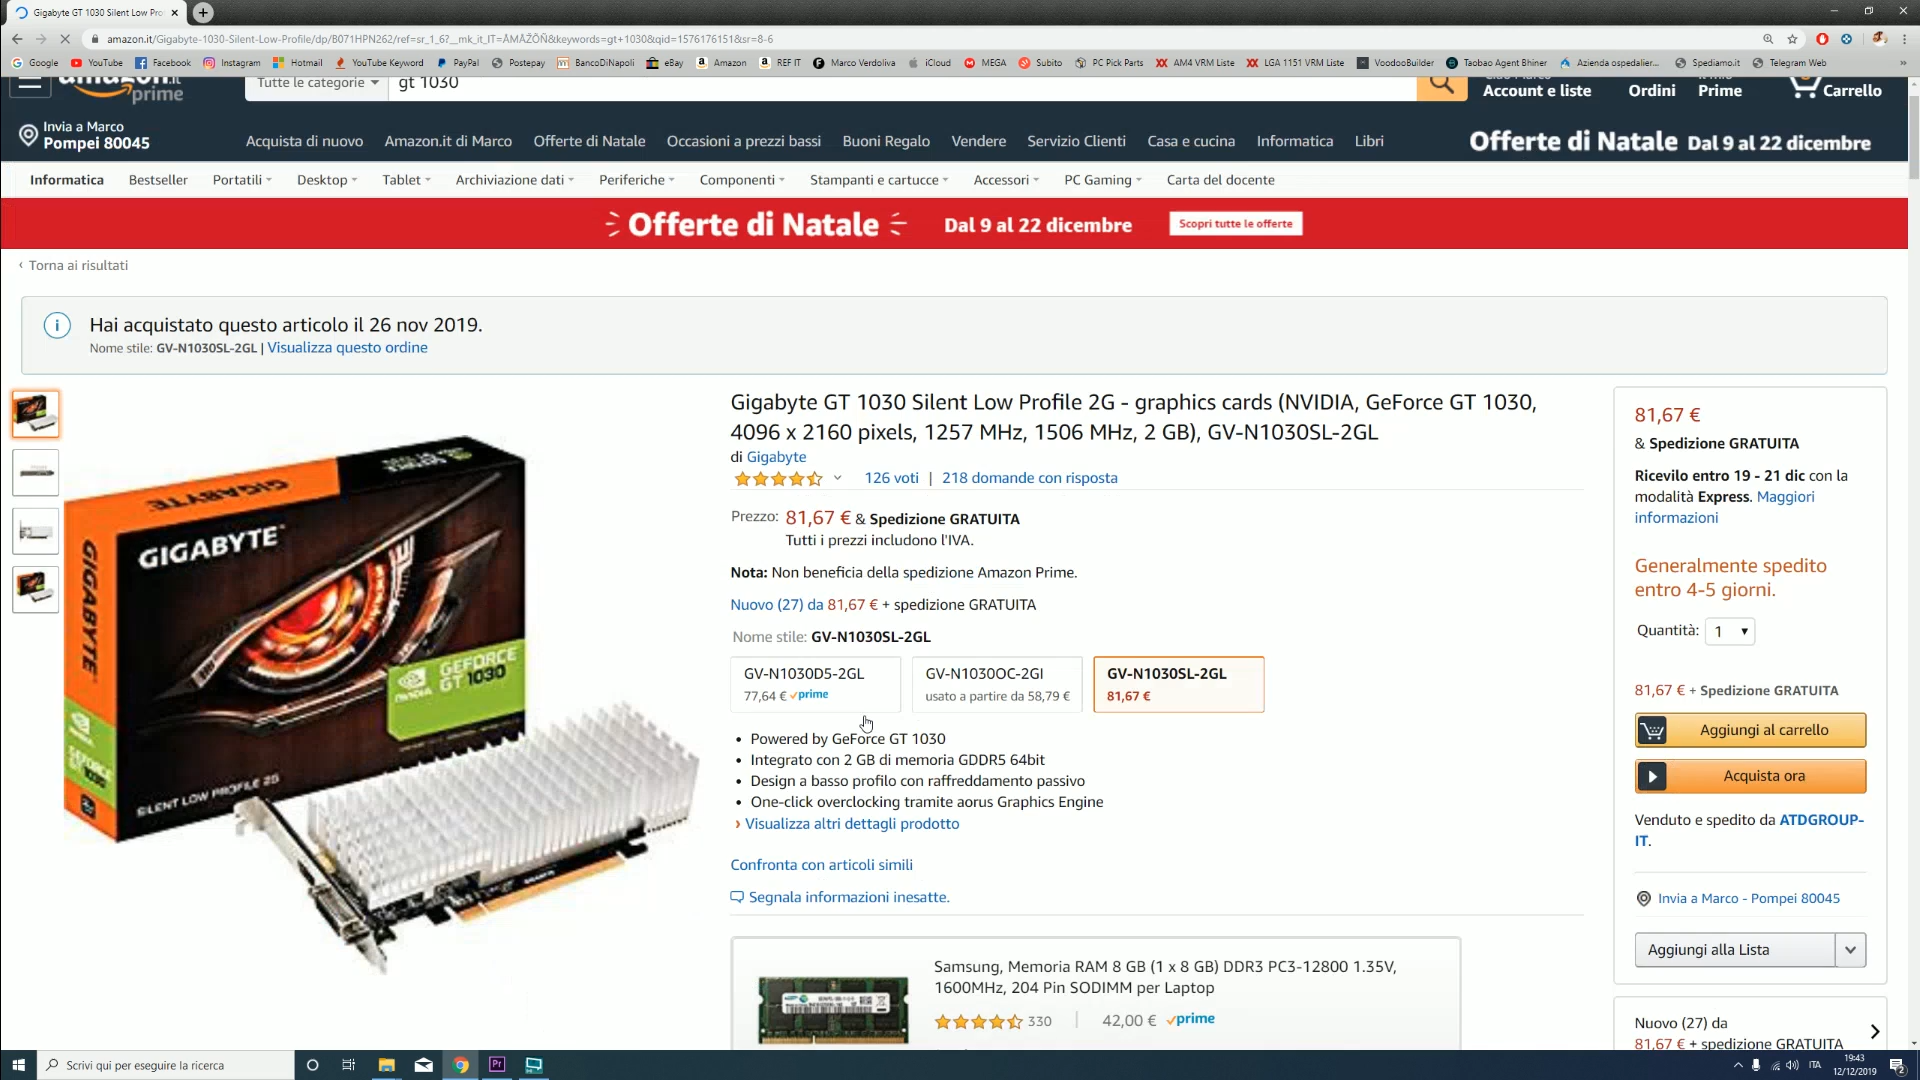 Gigabyte GT 1030 Silent Low Pro
amazon.it/Gigabyte-1030-Silent-Low-Profile/dp/B071HPN262/ref=sr_1_6?__mk_it_IT=ÅMÅŽÕÑ&keywords=gt+1030&qid=1576176151&sr=8-6
Google YouTube Facebook Instagram Hotmail YouTube Keyword PayPal Postepay BancoDiNapoli eBay Amazon REF IT Marco Verdoliva iCloud MEGA Subito PC Pick Parts AM4 VRM Liste LGA 1151 VRM Liste VoodooBuilder Taobao Agent Bhiner Azienda ospedalier... Spediamo.it Telegram Web »
amazon.it
prime
Tutte le categorie
gt 1030
Ciao Marco
Account e liste
Ordini
Prime
Carrello
Invia a Marco
Pompei 80045
Acquista di nuovo Amazon.it di Marco Offerte di Natale Occasioni a prezzi bassi Buoni Regalo Vendere Servizio Clienti Casa e cucina Informatica Libri
Offerte di Natale Dal 9 al 22 dicembre
Informatica Bestseller Portatili Desktop Tablet Archiviazione dati Periferiche Componenti Stampanti e cartucce Accessori PC Gaming Carta del docente
Offerte di Natale Dal 9 al 22 dicembre Scopri tutte le offerte
‹ Torna ai risultati
Hai acquistato questo articolo il 26 nov 2019.
Nome stile: GV-N1030SL-2GL | Visualizza questo ordine
GIGABYTE
GIGABYTE
GIGABYTE
NVIDIA
GEFORCE
GT 1030
SILENT LOW PROFILE 2G
Gigabyte GT 1030 Silent Low Profile 2G - graphics cards (NVIDIA, GeForce GT 1030,
4096 x 2160 pixels, 1257 MHz, 1506 MHz, 2 GB), GV-N1030SL-2GL
di Gigabyte
126 voti | 218 domande con risposta
Prezzo: 81,67 € & Spedizione GRATUITA
Tutti i prezzi includono l'IVA.
Nota: Non beneficia della spedizione Amazon Prime.
Nuovo (27) da 81,67 € + spedizione GRATUITA
Nome stile: GV-N1030SL-2GL
GV-N1030D5-2GL
77,64 € prime
GV-N1030OC-2GI
usato a partire da 58,79 €
GV-N1030SL-2GL
81,67 €
• Powered by GeForce GT 1030
• Integrato con 2 GB di memoria GDDR5 64bit
• Design a basso profilo con raffreddamento passivo
• One-click overclocking tramite aorus Graphics Engine
› Visualizza altri dettagli prodotto
Confronta con articoli simili
Segnala informazioni inesatte.
Samsung, Memoria RAM 8 GB (1 x 8 GB) DDR3 PC3-12800 1.35V,
1600MHz, 204 Pin SODIMM per Laptop
330 | 42,00 € prime
81,67 €
& Spedizione GRATUITA
Ricevilo entro 19 - 21 dic con la
modalità Express. Maggiori
informazioni
Generalmente spedito
entro 4-5 giorni.
Quantità: 1
81,67 € + Spedizione GRATUITA
Aggiungi al carrello
Acquista ora
Venduto e spedito da ATDGROUP-
IT.
Invia a Marco - Pompei 80045
Aggiungi alla Lista
Nuovo (27) da
81,67 € + spedizione GRATUITA
Scrivi qui per eseguire la ricerca
Pr
ITA
19:43
12/12/2019
2